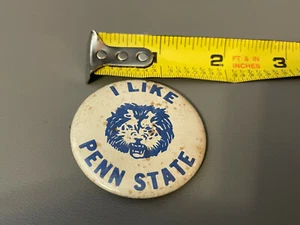 2 FT & IN 3
INCHES
I LIKE
PENN STATE